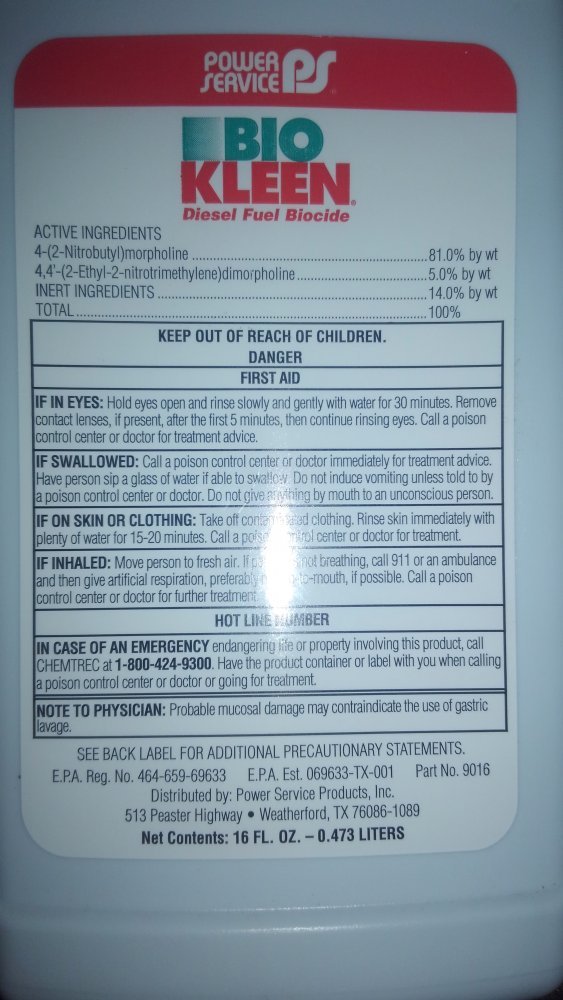 POWER
SERVICE PS
BIO
KLEEN®
Diesel Fuel Biocide
ACTIVE INGREDIENTS
4-(2-Nitrobutyl)morpholine ........ 81.0% by wt
4,4'-(2-Ethyl-2-nitrotrimethylene)dimorpholine ........ 5.0% by wt
INERT INGREDIENTS ........ 14.0% by wt
TOTAL ........ 100%
KEEP OUT OF REACH OF CHILDREN.
DANGER
FIRST AID
IF IN EYES: Hold eyes open and rinse slowly and gently with water for 30 minutes. Remove
contact lenses, if present, after the first 5 minutes, then continue rinsing eyes. Call a poison
control center or doctor for treatment advice.
IF SWALLOWED: Call a poison control center or doctor immediately for treatment advice.
Have person sip a glass of water if able to swallow. Do not induce vomiting unless told to by
a poison control center or doctor. Do not give anything by mouth to an unconscious person.
IF ON SKIN OR CLOTHING: Take off contaminated clothing. Rinse skin immediately with
plenty of water for 15-20 minutes. Call a poison control center or doctor for treatment.
IF INHALED: Move person to fresh air. If not breathing, call 911 or an ambulance
and then give artificial respiration, preferably mouth-to-mouth, if possible. Call a poison
control center or doctor for further treatment
HOT LINE NUMBER
IN CASE OF AN EMERGENCY endangering life or property involving this product, call
CHEMTREC at 1-800-424-9300. Have the product container or label with you when calling
a poison control center or doctor or going for treatment.
NOTE TO PHYSICIAN: Probable mucosal damage may contraindicate the use of gastric
lavage.
SEE BACK LABEL FOR ADDITIONAL PRECAUTIONARY STATEMENTS.
E.P.A. Reg. No. 464-659-69633 E.P.A. Est. 069633-TX-001 Part No. 9016
Distributed by: Power Service Products, Inc.
513 Peaster Highway • Weatherford, TX 76086-1089
Net Contents: 16 FL. OZ. – 0.473 LITERS